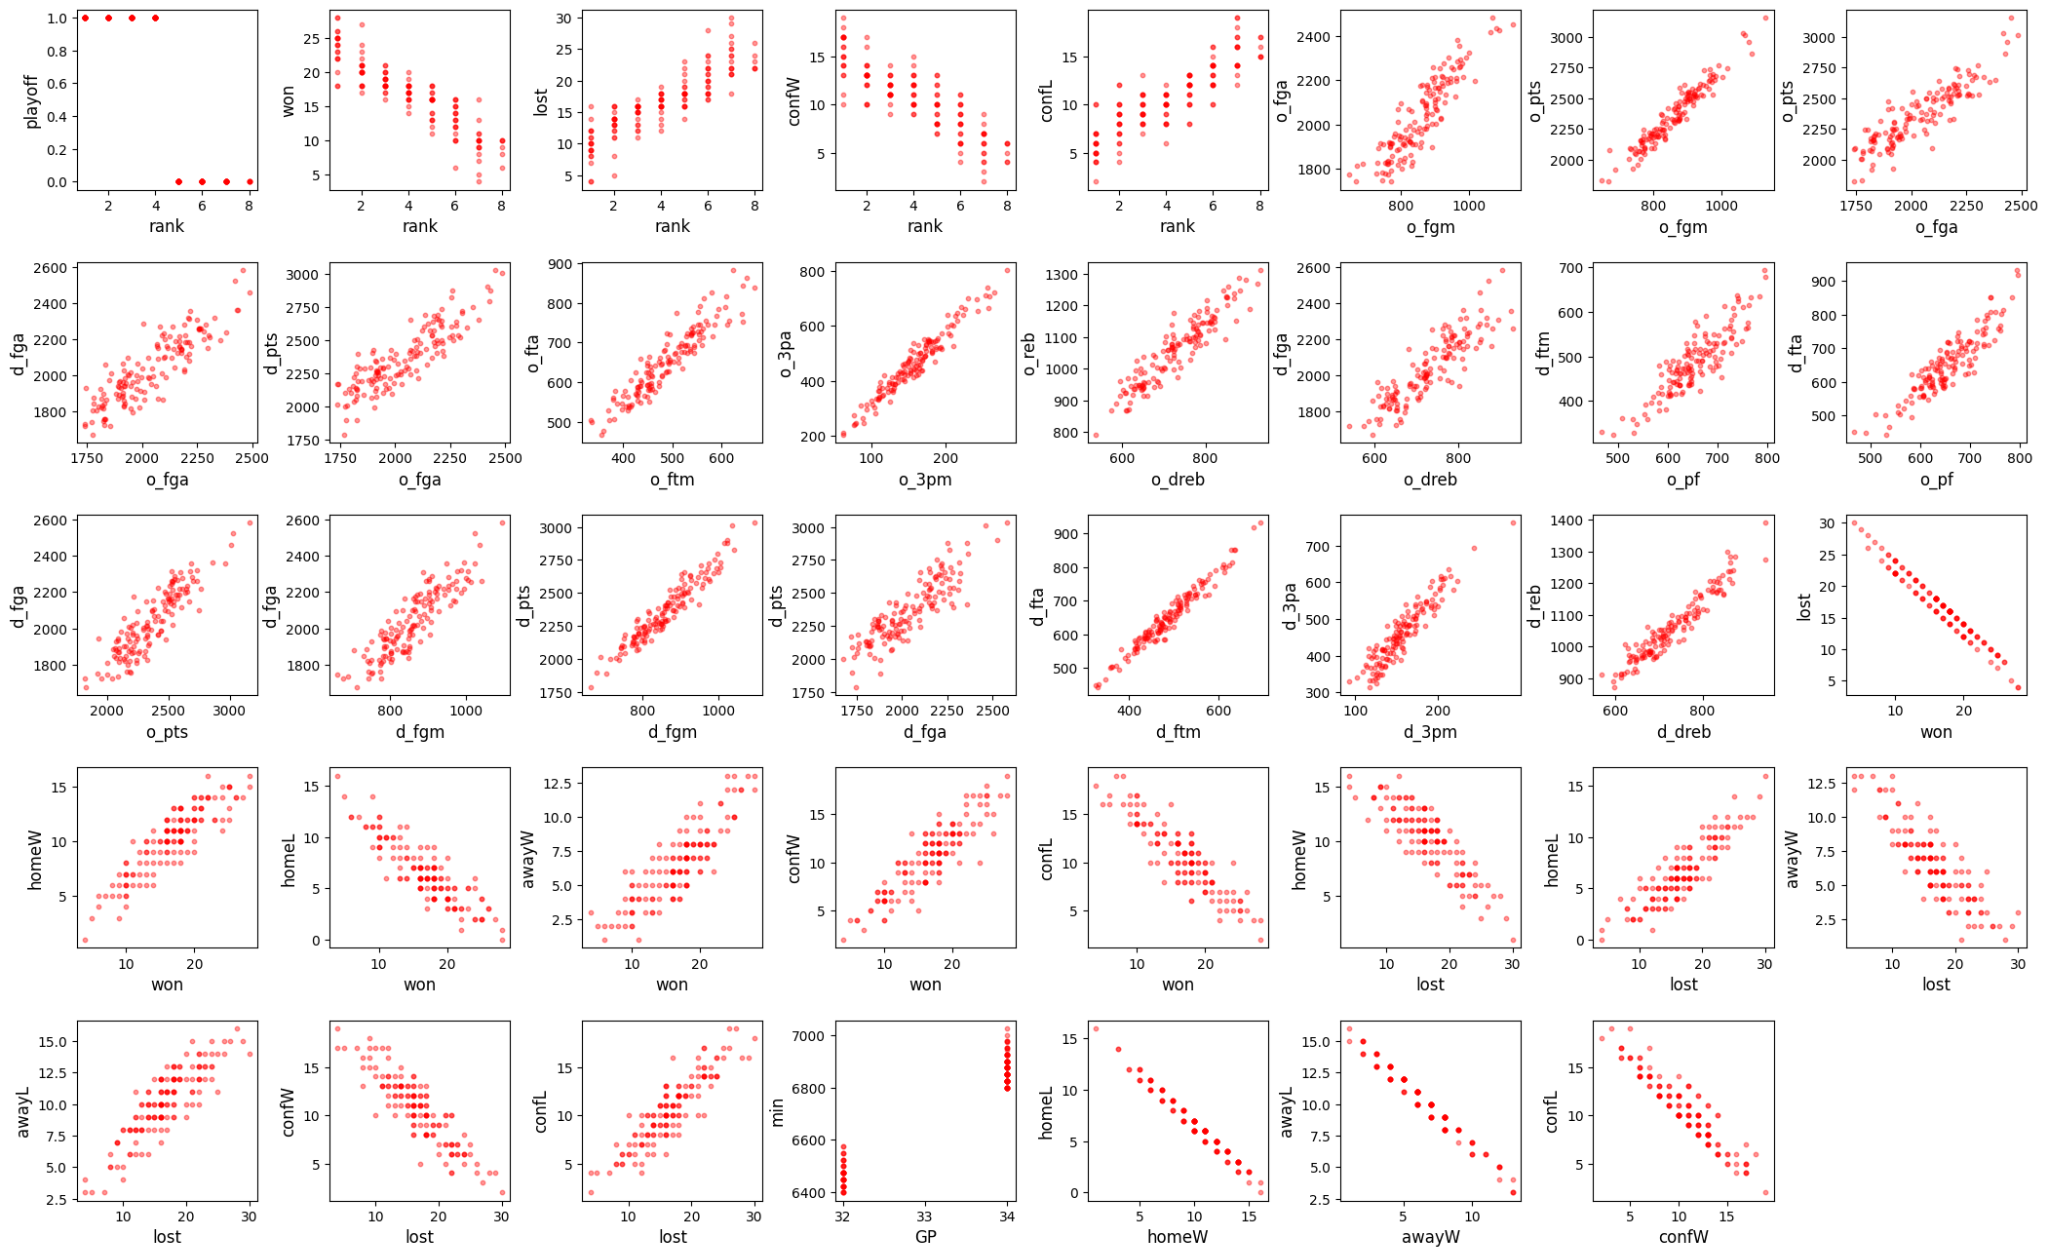 playoff
1.0
0.8
0.6
0.4
0.2
0.0
2 4 6 8
rank
won
25
20
15
10
5
2 4 6 8
rank
lost
30
25
20
15
10
5
2 4 6 8
rank
confW
15
10
5
2 4 6 8
rank
confL
15
10
5
2 4 6 8
rank
o_fga
2400
2200
2000
1800
800 1000
o_fgm
o_pts
3000
2750
2500
2250
2000
800 1000
o_fgm
o_pts
3000
2750
2500
2250
2000
1750 2000 2250 2500
o_fga
d_fga
2600
2400
2200
2000
1800
1750 2000 2250 2500
o_fga
d_pts
3000
2750
2500
2250
2000
1750
1750 2000 2250 2500
o_fga
o_fta
900
800
700
600
500
400 500 600
o_ftm
o_3pa
800
600
400
200
100 200
o_3pm
o_reb
1300
1200
1100
1000
900
800
600 800
o_dreb
d_fga
2600
2400
2200
2000
1800
600 800
o_dreb
d_ftm
700
600
500
400
500 600 700 800
o_pf
d_fta
900
800
700
600
500
500 600 700 800
o_pf
d_fga
2600
2400
2200
2000
1800
2000 2500 3000
o_pts
d_fga
2600
2400
2200
2000
1800
800 1000
d_fgm
d_pts
3000
2750
2500
2250
2000
1750
800 1000
d_fgm
d_pts
3000
2750
2500
2250
2000
1750
1750 2000 2250 2500
d_fga
d_fta
900
800
700
600
500
400 600
d_ftm
d_3pa
700
600
500
400
300
100 200
d_3pm
d_reb
1400
1300
1200
1100
1000
900
600 800
d_dreb
lost
30
25
20
15
10
5
10 20
won
homeW
15
10
5
10 20
won
homeL
15
10
5
0
10 20
won
awayW
12.5
10.0
7.5
5.0
2.5
10 20
won
confW
15
10
5
10 20
won
confL
15
10
5
10 20
won
homeW
15
10
5
10 20 30
lost
homeL
15
10
5
0
10 20 30
lost
awayW
12.5
10.0
7.5
5.0
2.5
10 20 30
lost
awayL
15.0
12.5
10.0
7.5
5.0
2.5
10 20 30
lost
confW
15
10
5
10 20 30
lost
confL
15
10
5
10 20 30
lost
min
7000
6800
6600
6400
32 33 34
GP
homeL
15
10
5
0
5 10 15
homeW
awayL
15.0
12.5
10.0
7.5
5.0
2.5
5 10
awayW
confL
15
10
5
5 10 15
confW